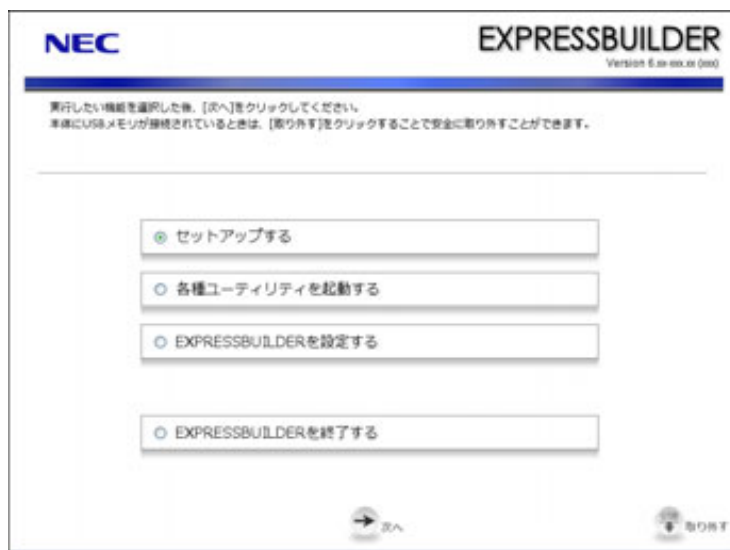 NEC
EXPRESSBUILDER
Version 6.xx-xxx.xx (xxx)
実行したい機能を選択した後、[次へ]をクリックしてください。
本体にUSBメモリが接続されているときは、[取り外す]をクリックすることで安全に取り外すことができます。
セットアップする
各種ユーティリティを起動する
EXPRESSBUILDERを設定する
EXPRESSBUILDERを終了する
次へ
取り外す